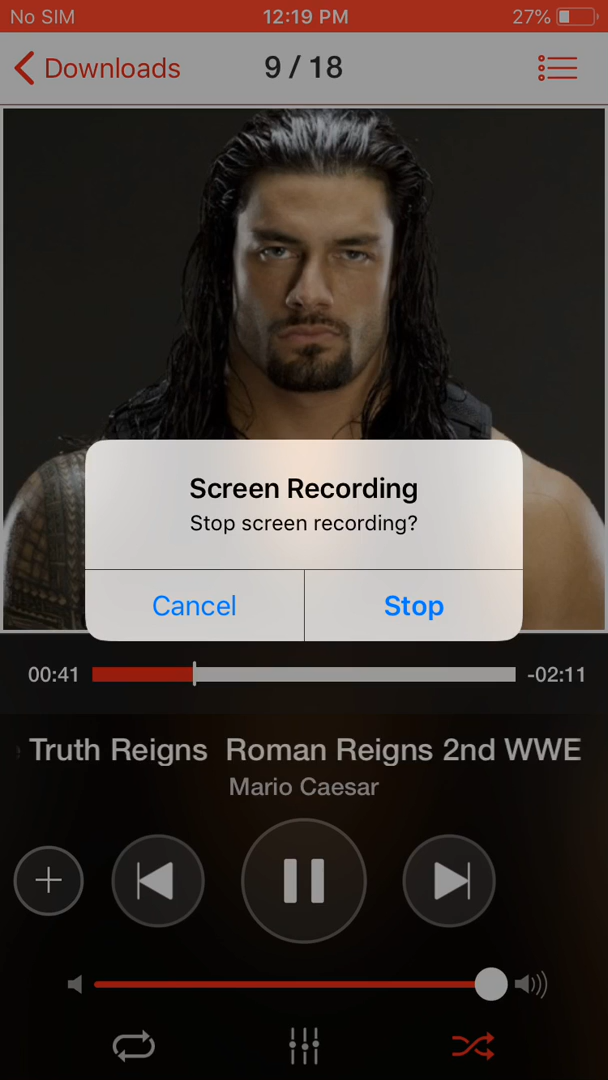 No SIM 12:19 PM 27%
Downloads 9 / 18
Screen Recording
Stop screen recording?
Cancel Stop
00:41 -02:11
Truth Reigns Roman Reigns 2nd WWE
Mario Caesar